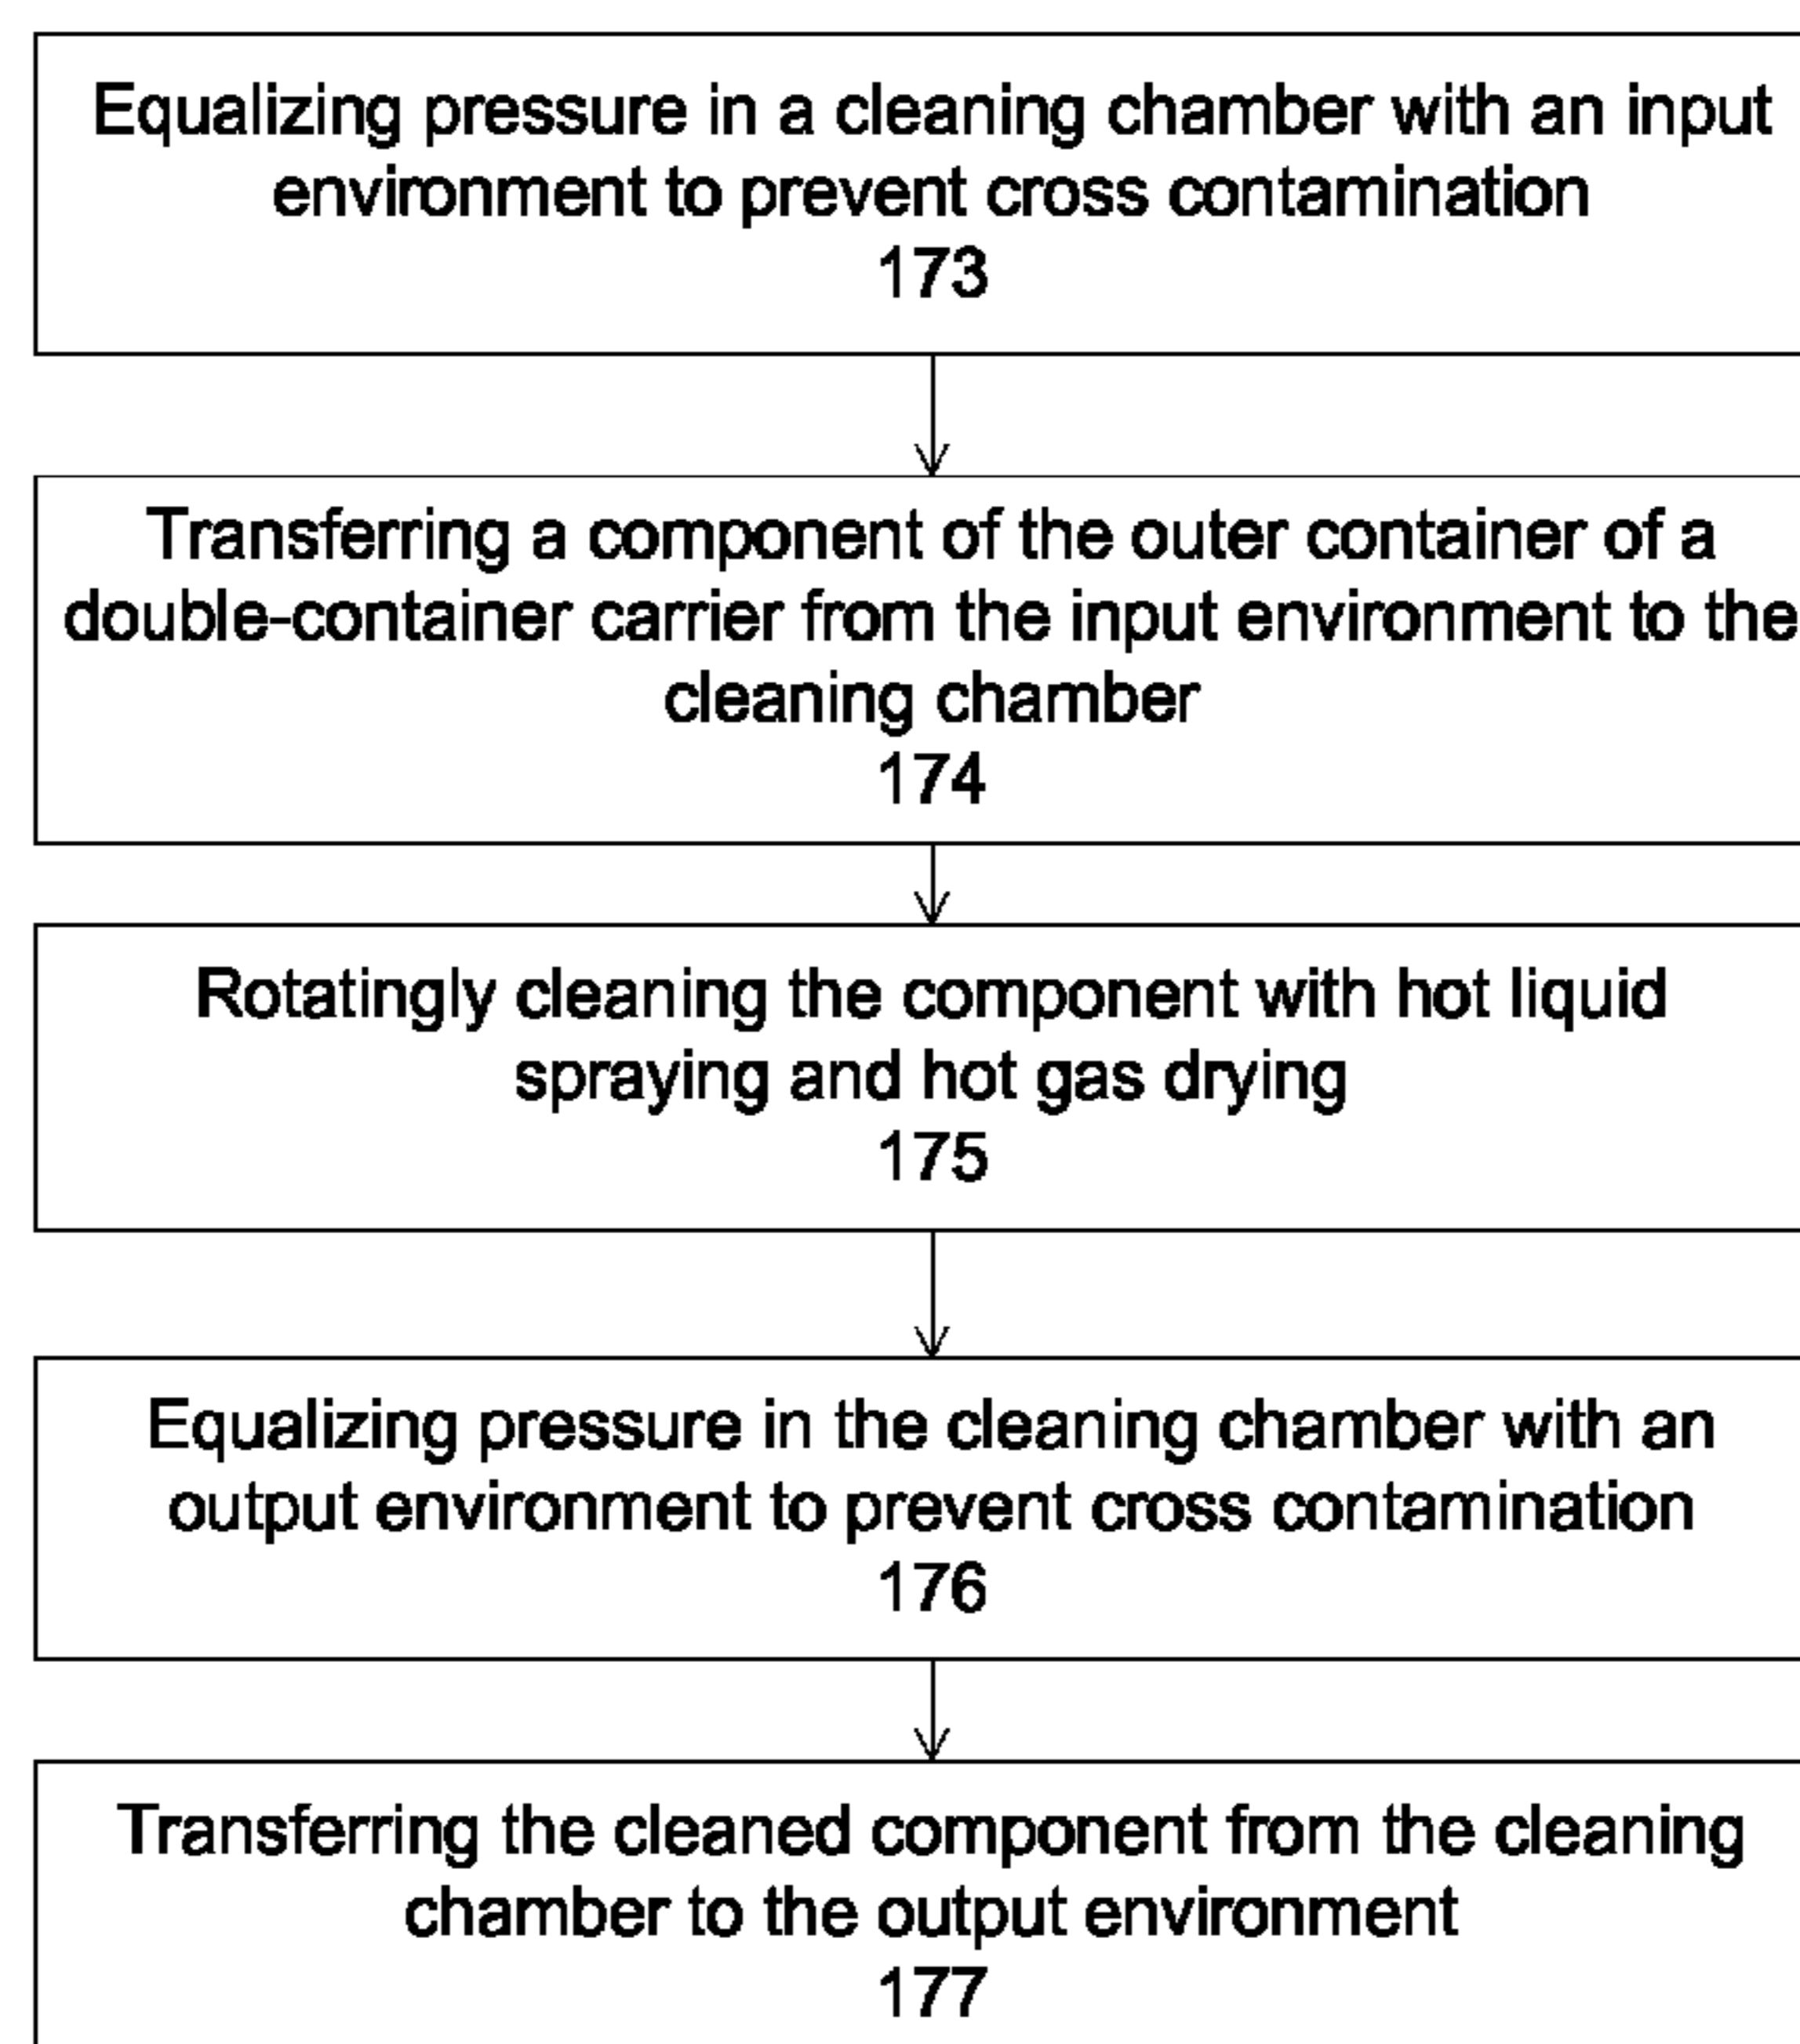 Equalizing pressure in a cleaning chamber with an input
environment to prevent cross contamination
173
Transferring a component of the outer container of a
double-container carrier from the input environment to the
cleaning chamber
174
Rotatingly cleaning the component with hot liquid
spraying and hot gas drying
175
Equalizing pressure in the cleaning chamber with an
output environment to prevent cross contamination
176
Transferring the cleaned component from the cleaning
chamber to the output environment
177